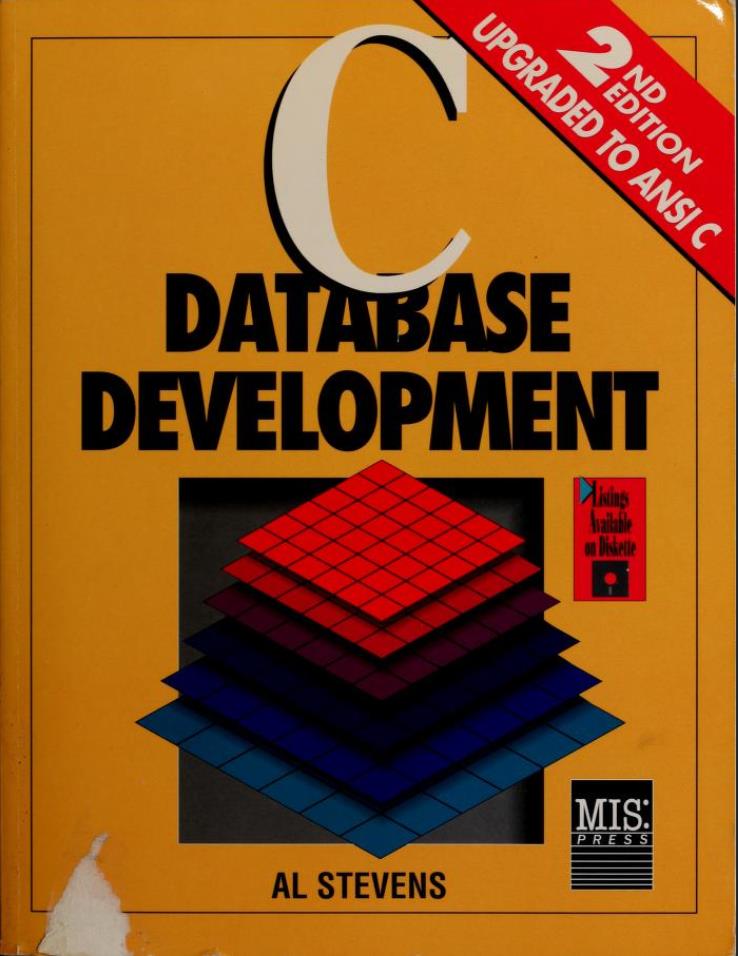 2ND
EDITION
UPGRADED TO ANSI C
C
DATABASE
DEVELOPMENT
Listings
Available
on Diskette
MIS:
PRESS
AL STEVENS